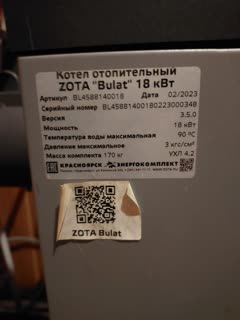 Котел отопительный
ZOTA "Bulat" 18 кВт
Артикул BL4588140018 Дата 02/2023
Серийный номер BL45881400180223000348
Версия 3.5.0
Мощность 18 кВт
Температура воды максимальная 90 ºC
Давление максимальное 3 кгс/см²
Масса комплекта 170 кг УХЛ 4.2
КРАСНОЯРСК ЭНЕРГОКОМПЛЕКТ
ZOTA Bulat